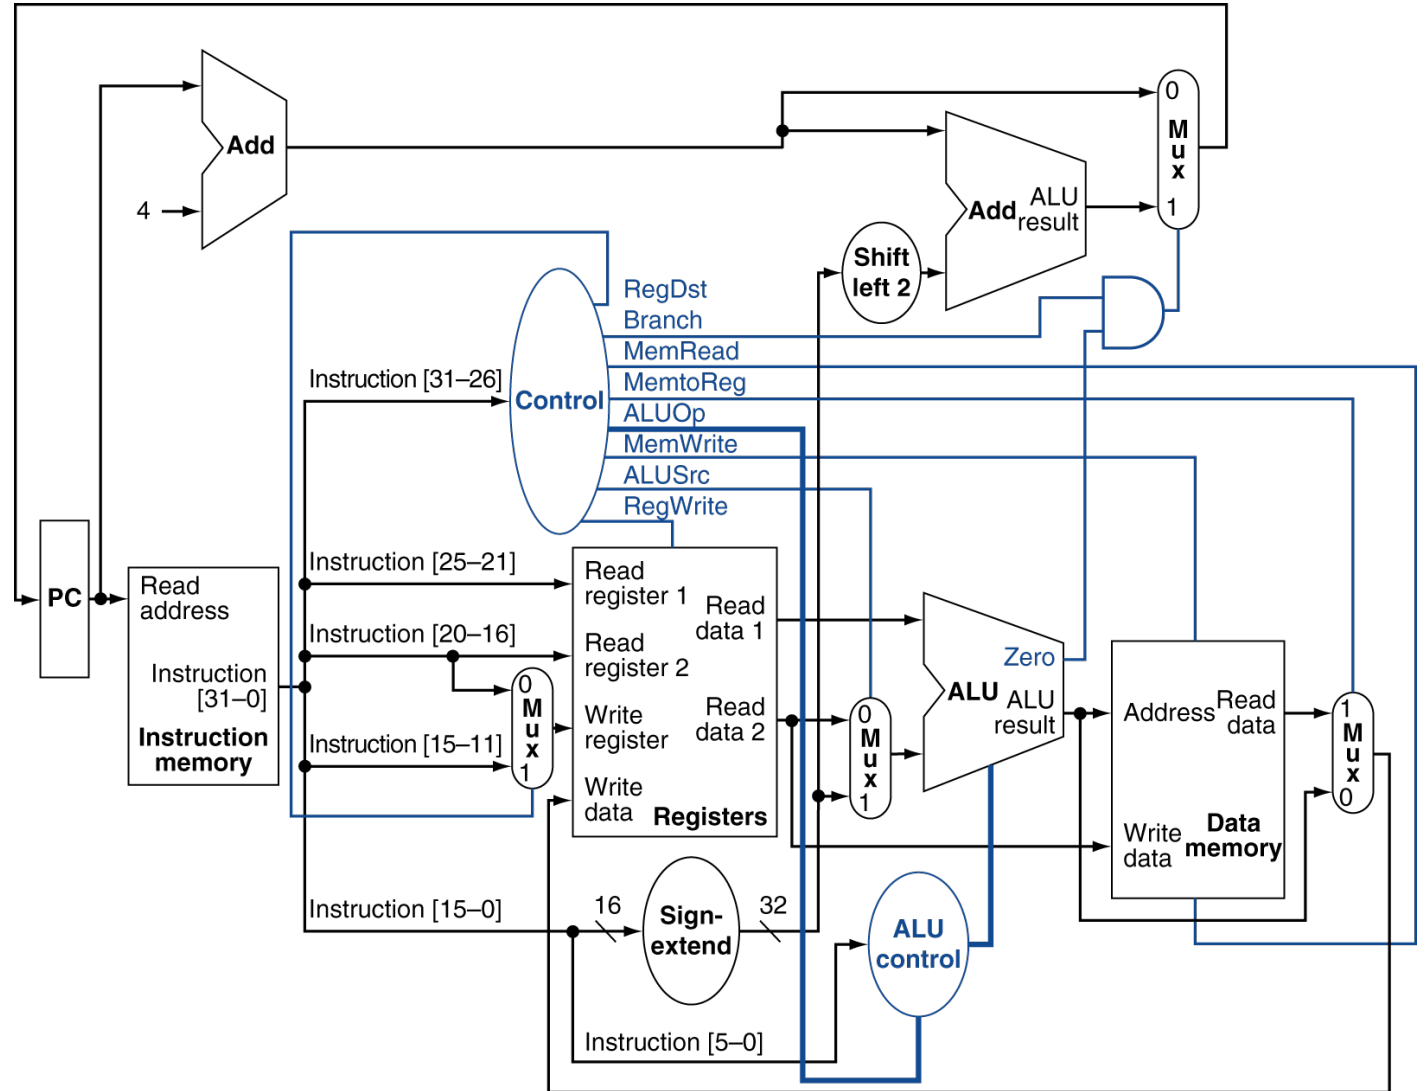 0
M
u
x
1
Add
4
Add
ALU
result
Shift
left 2
RegDst
Branch
MemRead
MemtoReg
ALUOp
MemWrite
ALUSrc
RegWrite
Control
Instruction [31–26]
Instruction [25–21]
Instruction [20–16]
Instruction [15–11]
Instruction [15–0]
Instruction [5–0]
PC
Read
address
Instruction
[31–0]
Instruction
memory
0
M
u
x
1
Read
register 1
Read
register 2
Write
register
Write
data
Read
data 1
Read
data 2
Registers
0
M
u
x
1
Zero
ALU
ALU
result
Address
Read
data
Write
data
Data
memory
1
M
u
x
0
16
Sign-
extend
32
ALU
control